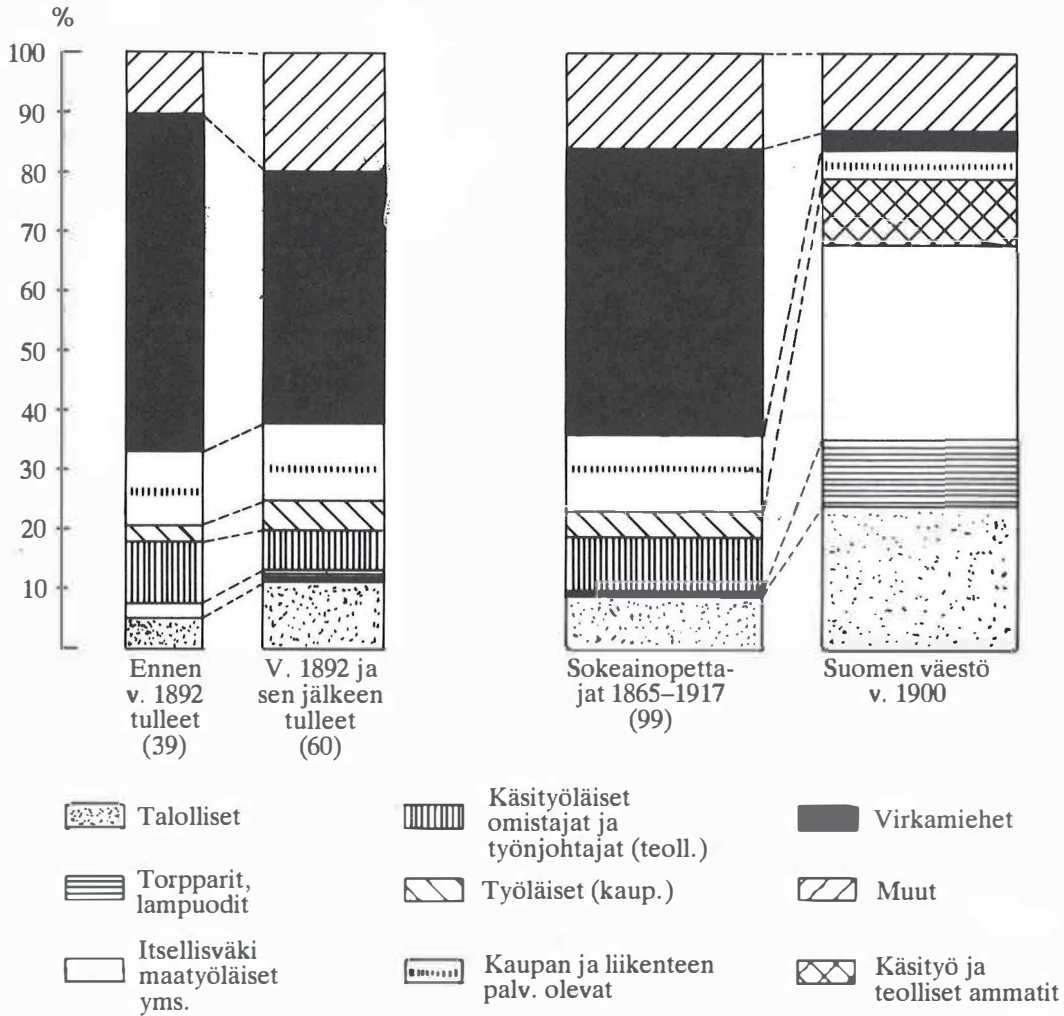 %
100
90
80
70
60
50
40
30
20
10
Ennen
v. 1892
tulleet
(39)
V. 1892 ja
sen jälkeen
tulleet
(60)
Sokeainopetta-
jat 1865–1917
(99)
Suomen väestö
v. 1900
Talolliset
Torpparit,
lampuodit
Itsellisväki
maatyöläiset
yms.
Käsityöläiset
omistajat ja
työnjohtajat (teoll.)
Työläiset (kaup.)
Kaupan ja liikenteen
palv. olevat
Virkamiehet
Muut
Käsityö ja
teolliset ammatit